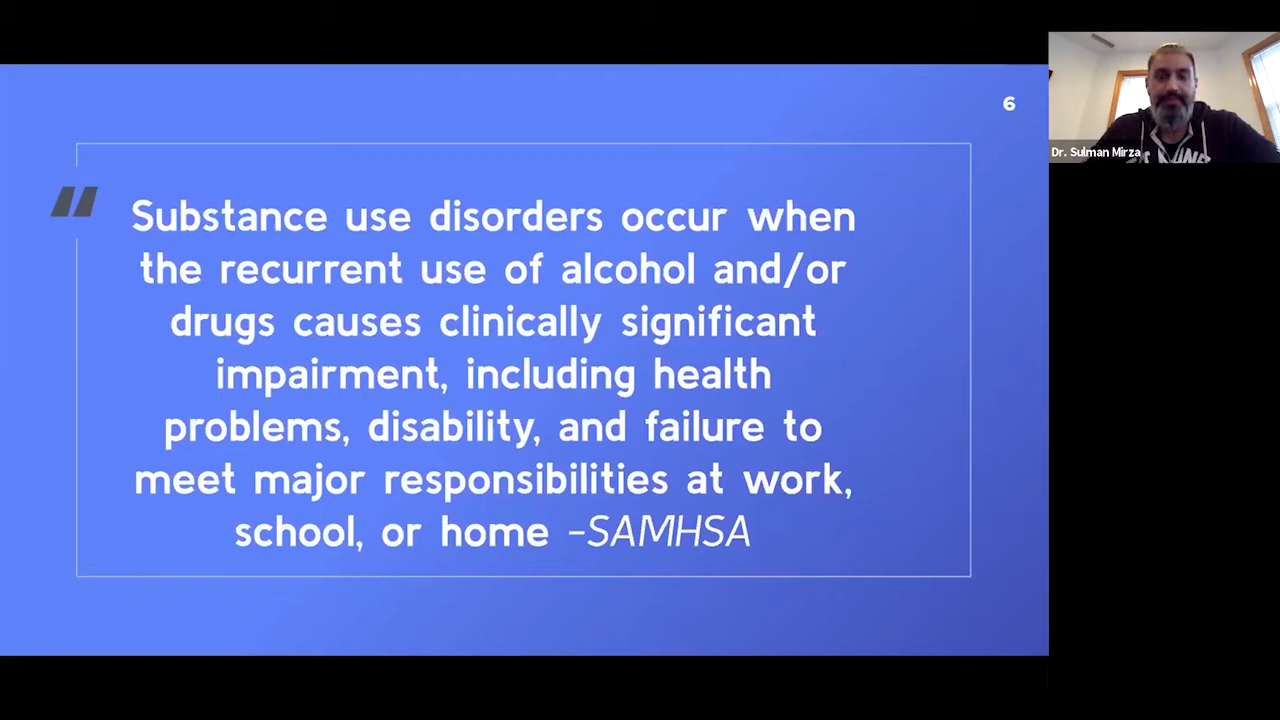 6
“
Substance use disorders occur when
the recurrent use of alcohol and/or
drugs causes clinically significant
impairment, including health
problems, disability, and failure to
meet major responsibilities at work,
school, or home -SAMHSA
Dr. Sulman Mirza